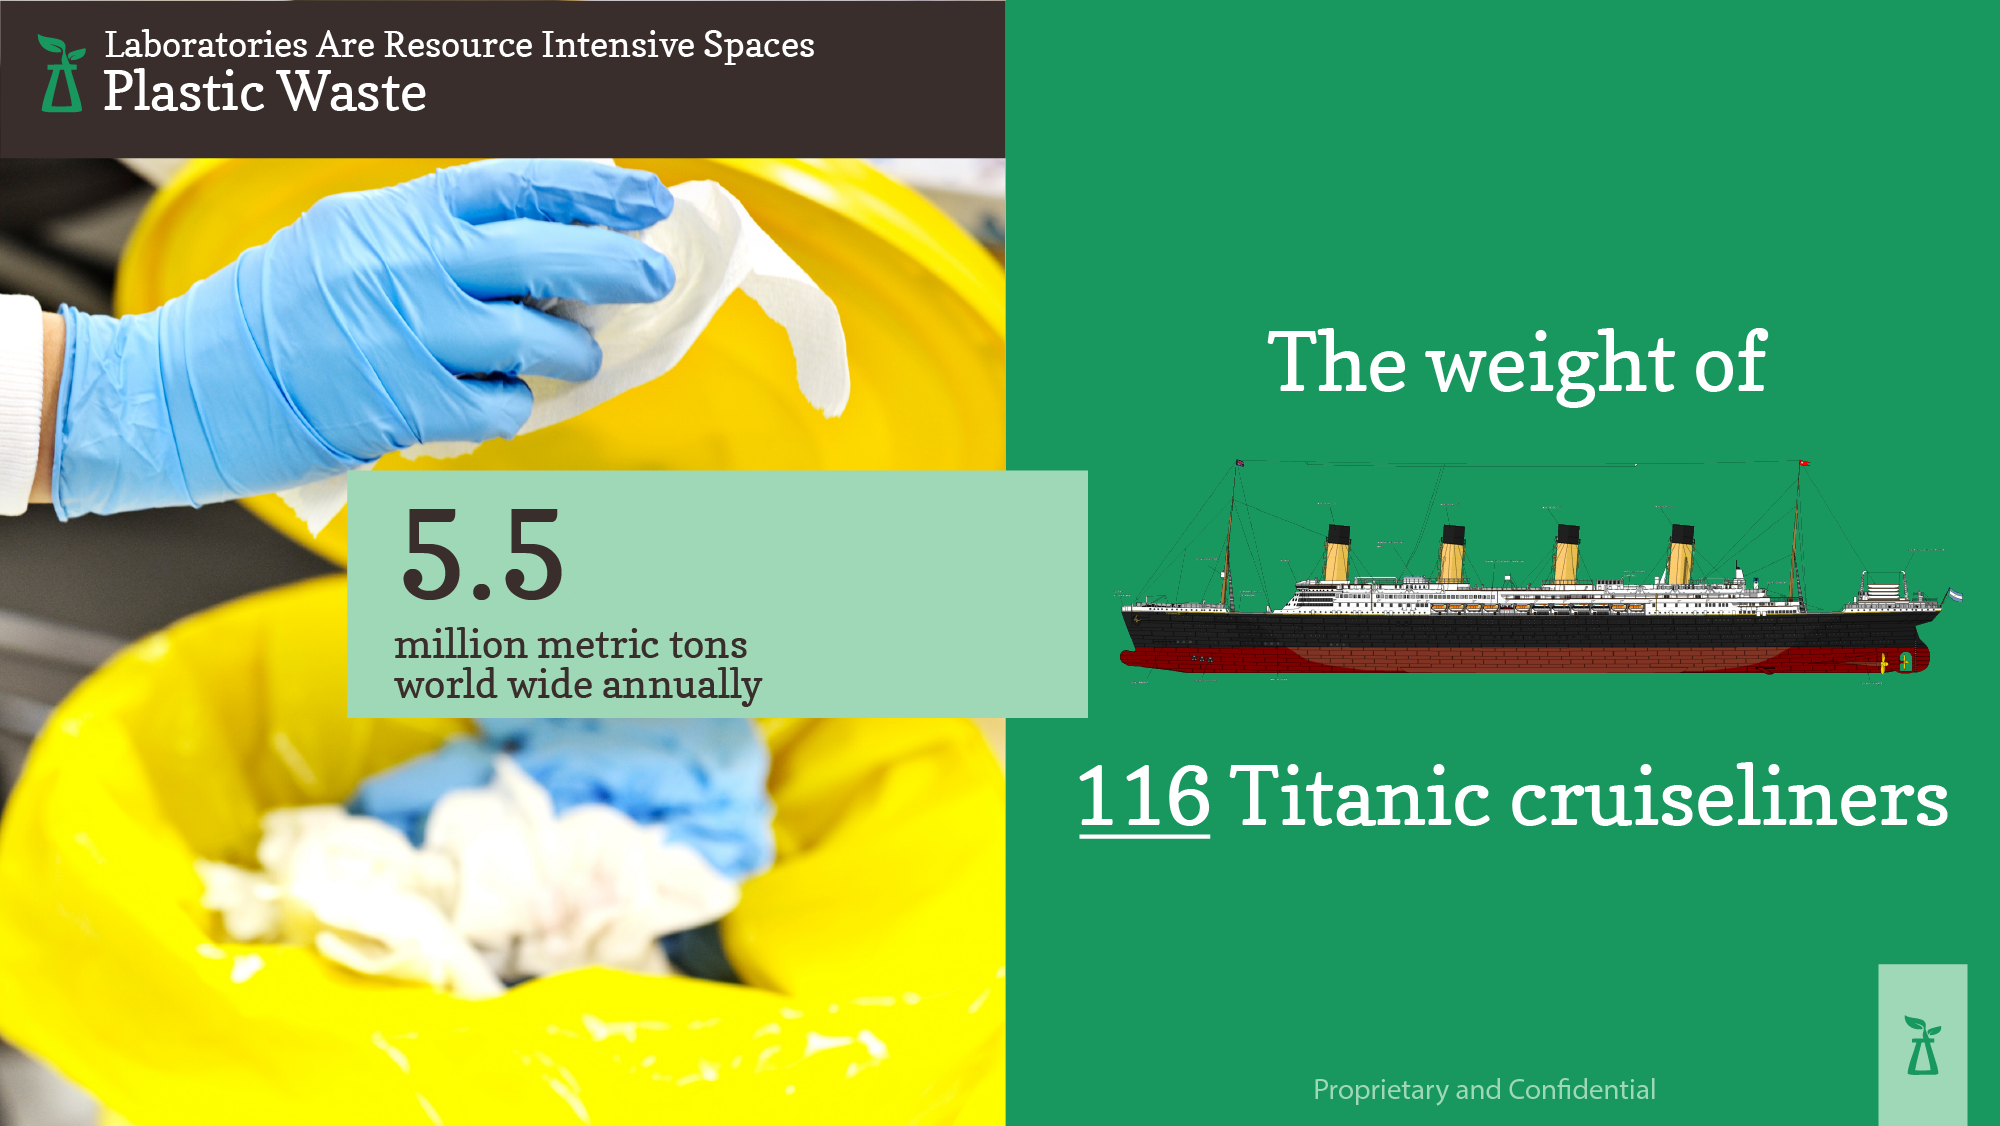 Laboratories Are Resource Intensive Spaces
Plastic Waste
5.5
million metric tons
world wide annually
The weight of
116 Titanic cruiseliners
Proprietary and Confidential